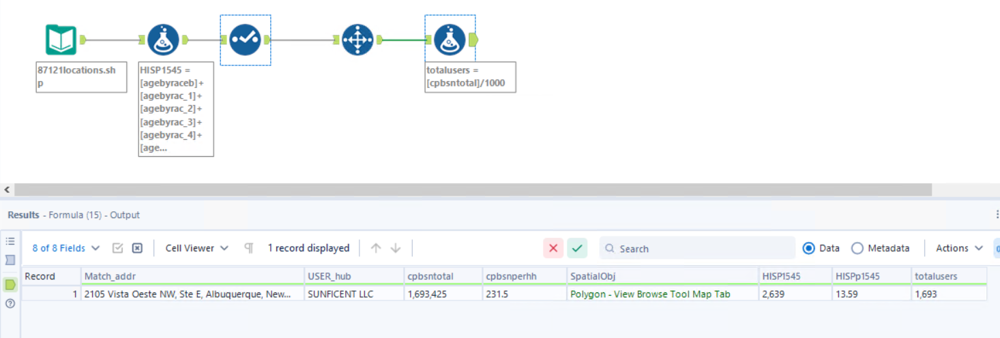 87121locations.sh
p
HISP1545 =
[agebyraceb]+
[agebyrac_1]+
[agebyrac_2]+
[agebyrac_3]+
[agebyrac_4]+
[age...
totalusers =
[cpbsntotal]/1000
Results - Formula (15) - Output
8 of 8 Fields Cell Viewer 1 record displayed Search Data Metadata Actions
Record Match_addr USER_hub cpbsntotal cpbsnperhh SpatialObj HISP1545 HISPp1545 totalusers
1 2105 Vista Oeste NW, Ste E, Albuquerque, New... SUNFICENT LLC 1,693,425 231.5 Polygon - View Browse Tool Map Tab 2,639 13.59 1,693